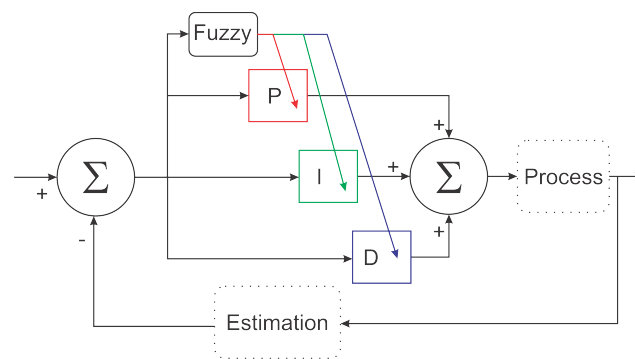 Fuzzy
P
+
Σ
+
I
+
Σ
Process
-
+
D
Estimation